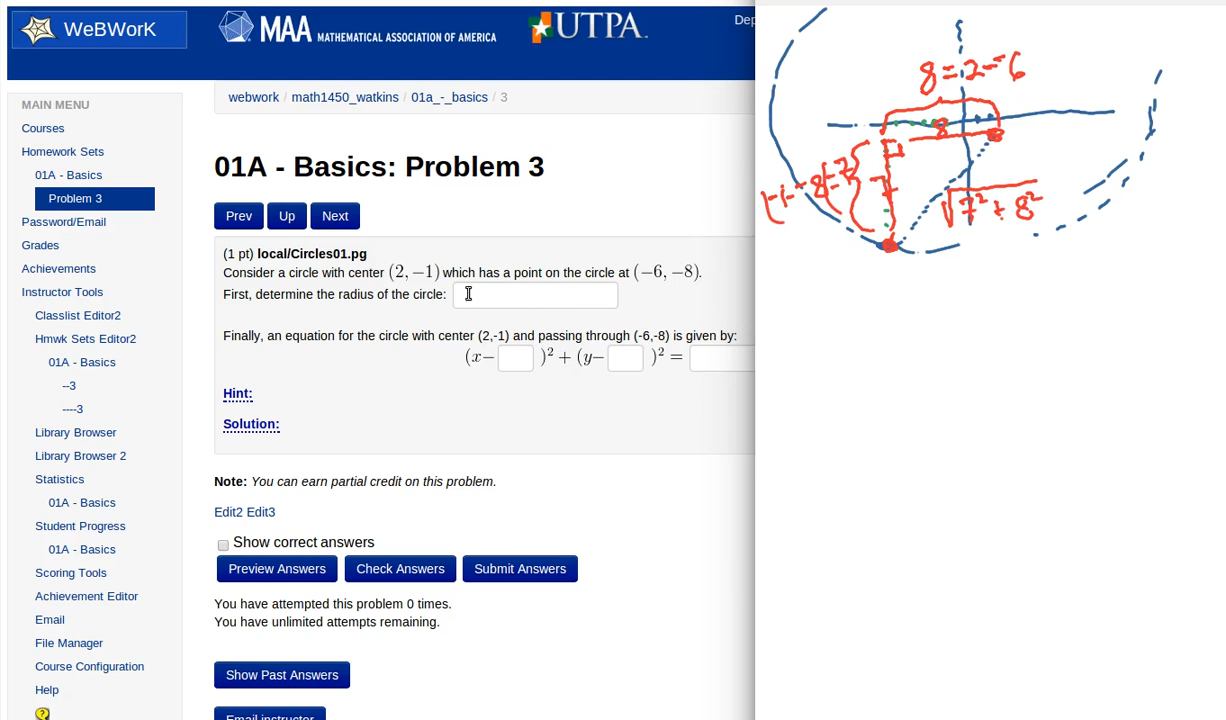 WeBWorK
MAA MATHEMATICAL ASSOCIATION OF AMERICA
UTPA
Dep
MAIN MENU
Courses
Homework Sets
01A - Basics
Problem 3
Password/Email
Grades
Achievements
Instructor Tools
Classlist Editor2
Hmwk Sets Editor2
01A - Basics
--3
----3
Library Browser
Library Browser 2
Statistics
01A - Basics
Student Progress
01A - Basics
Scoring Tools
Achievement Editor
Email
File Manager
Course Configuration
Help
?
webwork / math1450_watkins / 01a_-_basics / 3
01A - Basics: Problem 3
Prev Up Next
(1 pt) local/Circles01.pg
Consider a circle with center (2, −1) which has a point on the circle at (−6, −8).
First, determine the radius of the circle:
Finally, an equation for the circle with center (2,-1) and passing through (-6,-8) is given by:
(x− )² + (y− )² =
Hint:
Solution:
Note: You can earn partial credit on this problem.
Edit2 Edit3
Show correct answers
Preview Answers Check Answers Submit Answers
You have attempted this problem 0 times.
You have unlimited attempts remaining.
Show Past Answers
Email instructor
8 = 2 - -6
8
-1 - -8 = 7
7
√7² + 8²